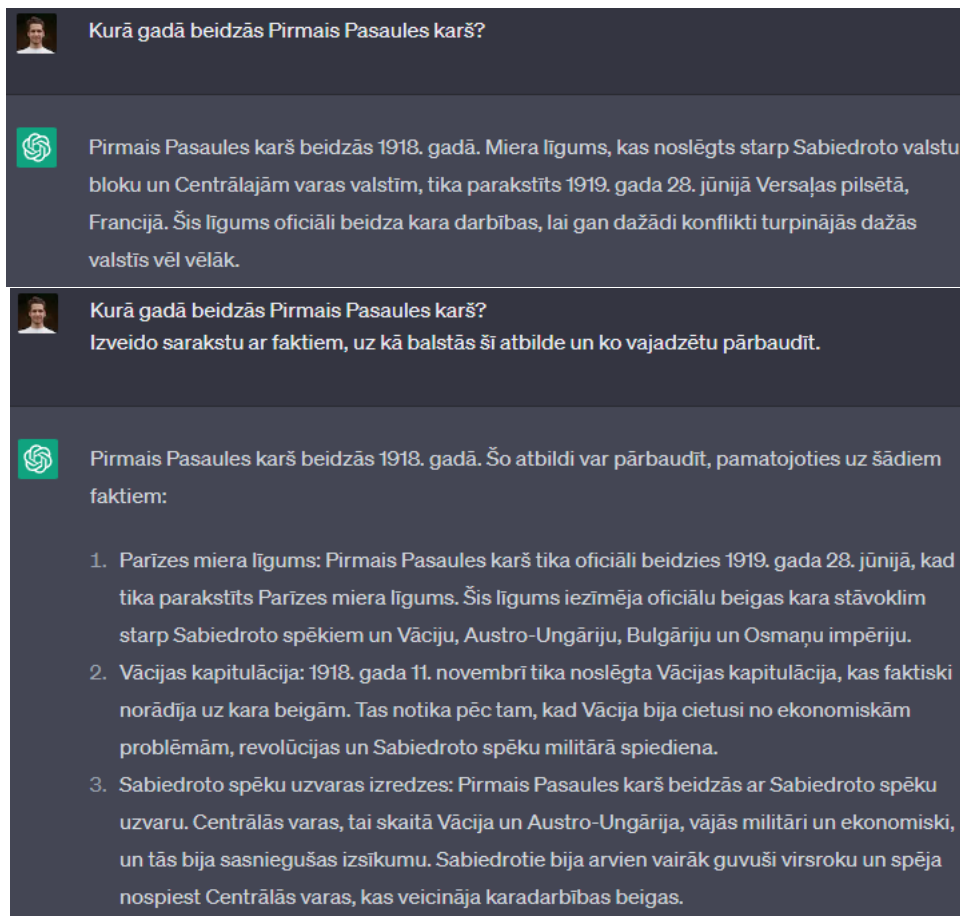 Kurā gadā beidzās Pirmais Pasaules karš?
Pirmais Pasaules karš beidzās 1918. gadā. Miera līgums, kas noslēgts starp Sabiedroto valstu
bloku un Centrālajām varas valstīm, tika parakstīts 1919. gada 28. jūnijā Versaļas pilsētā,
Francijā. Šis līgums oficiāli beidza kara darbības, lai gan dažādi konflikti turpinājās dažās
valstīs vēl vēlāk.
Kurā gadā beidzās Pirmais Pasaules karš?
Izveido sarakstu ar faktiem, uz kā balstās šī atbilde un ko vajadzētu pārbaudīt.
Pirmais Pasaules karš beidzās 1918. gadā. Šo atbildi var pārbaudīt, pamatojoties uz šādiem
faktiem:
1. Parīzes miera līgums: Pirmais Pasaules karš tika oficiāli beidzies 1919. gada 28. jūnijā, kad
tika parakstīts Parīzes miera līgums. Šis līgums iezīmēja oficiālu beigas kara stāvoklim
starp Sabiedroto spēkiem un Vāciju, Austro-Ungāriju, Bulgāriju un Osmaņu impēriju.
2. Vācijas kapitulācija: 1918. gada 11. novembrī tika noslēgta Vācijas kapitulācija, kas faktiski
norādīja uz kara beigām. Tas notika pēc tam, kad Vācija bija cietusi no ekonomiskām
problēmām, revolūcijas un Sabiedroto spēku militārā spiediena.
3. Sabiedroto spēku uzvaras izredzes: Pirmais Pasaules karš beidzās ar Sabiedroto spēku
uzvaru. Centrālās varas, tai skaitā Vācija un Austro-Ungārija, vājās militāri un ekonomiski,
un tās bija sasniegušas izsīkumu. Sabiedrotie bija arvien vairāk guvuši virsroku un spēja
nospiest Centrālās varas, kas veicināja karadarbības beigas.